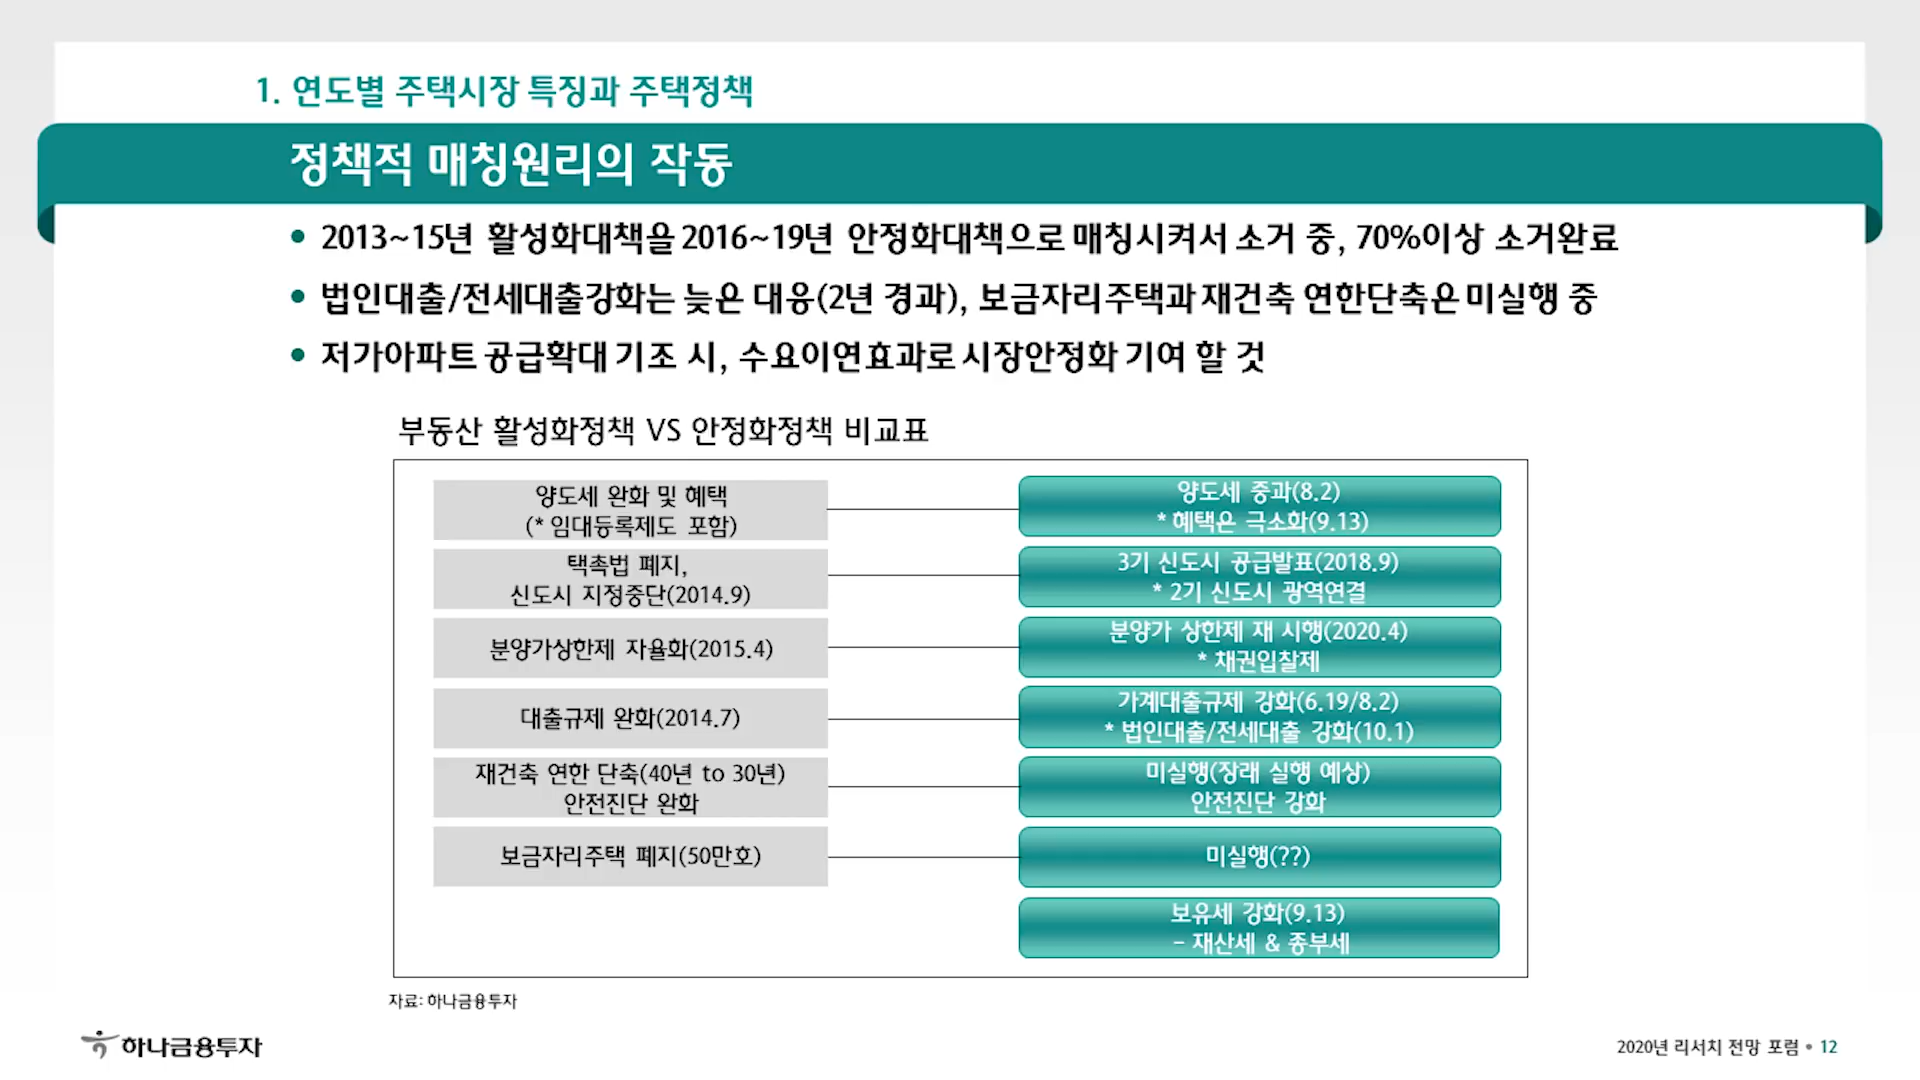 1. 연도별 주택시장 특징과 주택정책
정책적 매칭원리의 작동
• 2013~15년 활성화대책을 2016~19년 안정화대책으로 매칭시켜서 소거 중, 70%이상 소거완료
• 법인대출/전세대출강화는 늦은 대응(2년 경과), 보금자리주택과 재건축 연한단축은 미실행 중
• 저가아파트 공급확대 기조 시, 수요이연효과로 시장안정화 기여 할 것
부동산 활성화정책 VS 안정화정책 비교표
양도세 완화 및 혜택
(* 임대등록제도 포함)
양도세 중과(8.2)
* 혜택은 극소화(9.13)
택촉법 폐지,
신도시 지정중단(2014.9)
3기 신도시 공급발표(2018.9)
* 2기 신도시 광역연결
분양가상한제 자율화(2015.4)
분양가 상한제 재 시행(2020.4)
* 채권입찰제
대출규제 완화(2014.7)
가계대출규제 강화(6.19/8.2)
* 법인대출/전세대출 강화(10.1)
재건축 연한 단축(40년 to 30년)
안전진단 완화
미실행(장래 실행 예상)
안전진단 강화
보금자리주택 폐지(50만호)
미실행(??)
보유세 강화(9.13)
- 재산세 & 종부세
자료: 하나금융투자
하나금융투자
2020년 리서치 전망 포럼 • 12